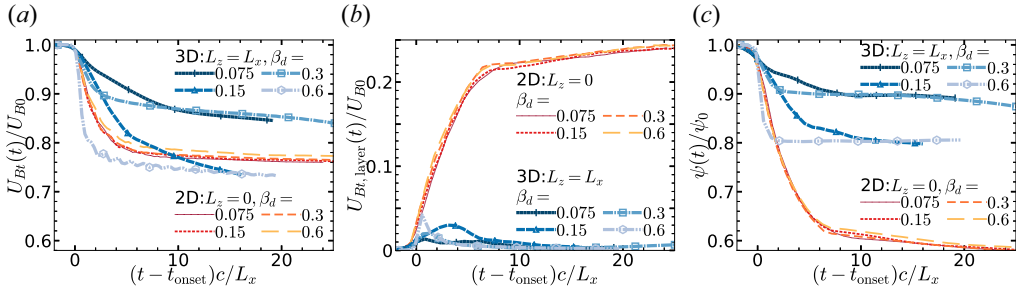 (a)
1.0
0.9
0.8
0.7
0.6
U_{Bt}(t)/U_{B0}
3D:L_z = L_x, β_d =
0.075 0.3
0.15 0.6
2D:L_z=0, β_d =
0.075 0.3
0.15 0.6
0 10 20
(t − t_{onset})c/L_x
(b)
0.2
0.1
0
U_{Bt,layer}(t)/U_{B0}
2D:L_z=0
β_d =
0.075 0.3
0.15 0.6
3D:L_z = L_x
β_d =
0.075 0.3
0.15 0.6
0 10 20
(t − t_{onset})c/L_x
(c)
1.0
0.9
0.8
0.7
0.6
ψ(t)/ψ_0
3D:L_z = L_x, β_d =
0.075 0.3
0.15 0.6
2D:L_z=0, β_d =
0.075 0.3
0.15 0.6
0 10 20
(t − t_{onset})c/L_x